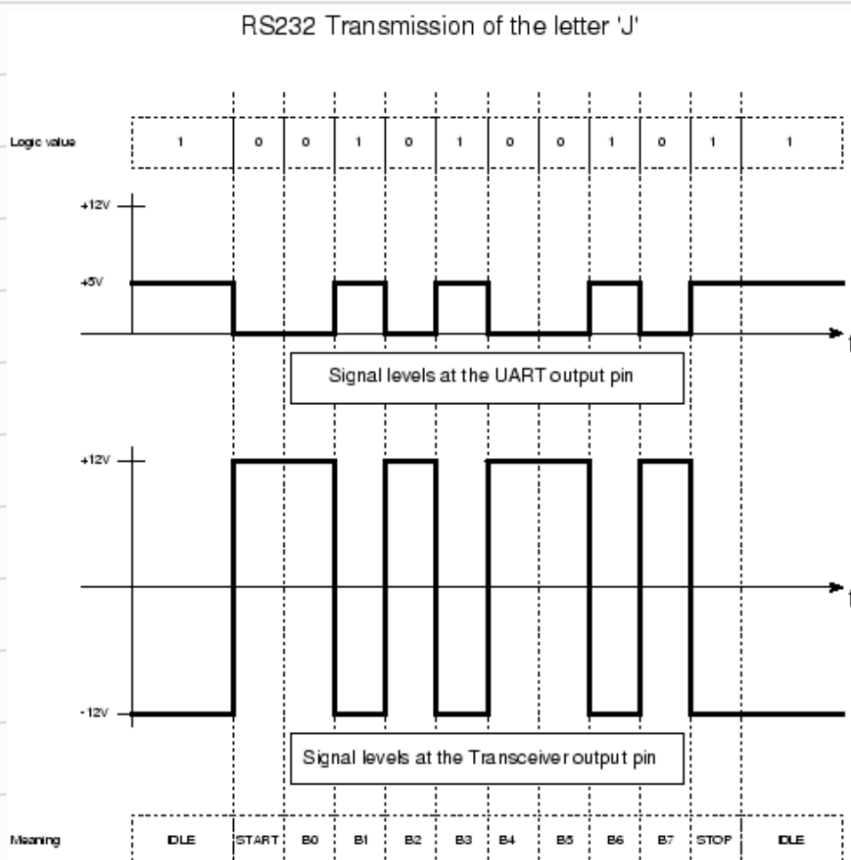 RS232 Transmission of the letter 'J'
Logic value 1 0 0 1 0 1 0 0 1 0 1 1
+12V
+5V
t
Signal levels at the UART output pin
+12V
t
-12V
Signal levels at the Transceiver output pin
Meaning IDLE START B0 B1 B2 B3 B4 B5 B6 B7 STOP IDLE